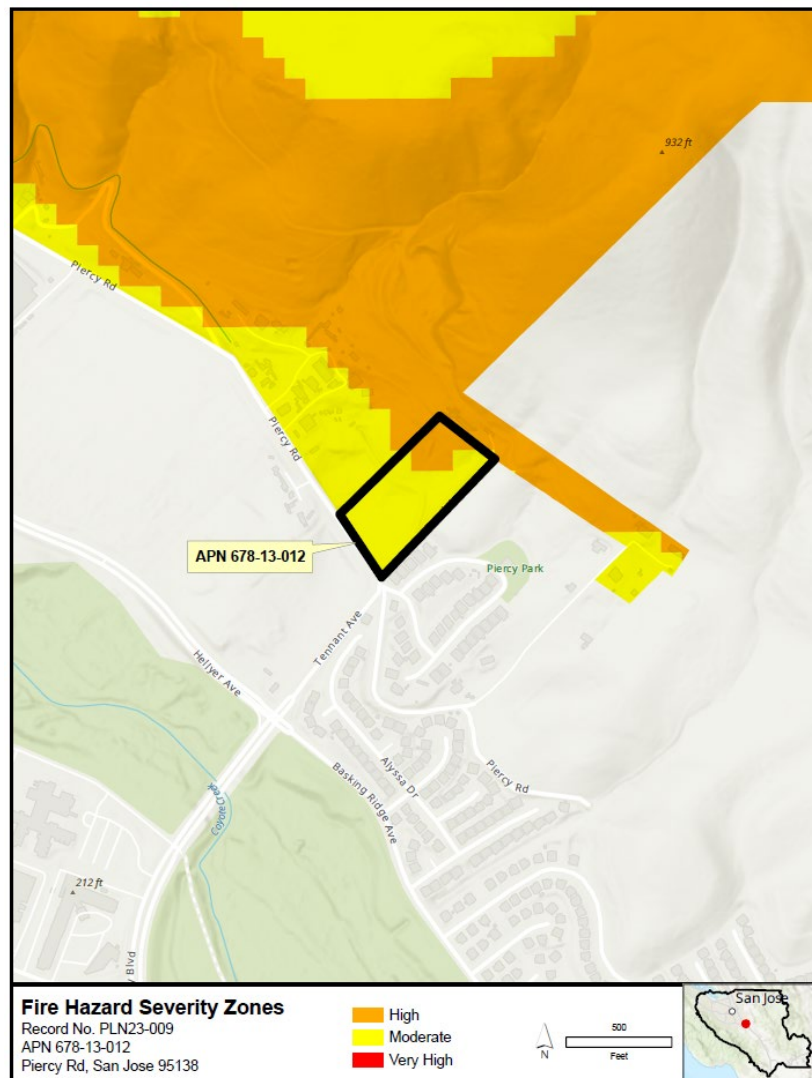 932 ft
Piercy Rd
Piercy Rd
APN 678-13-012
Piercy Park
Tennant Ave
Hellyer Ave
Coyote Creek
Alyssa Dr
Piercy Rd
Basking Ridge Ave
212 ft
Blvd
Fire Hazard Severity Zones
Record No. PLN23-009
APN 678-13-012
Piercy Rd, San Jose 95138
High
Moderate
Very High
N
500
Feet
San Jose